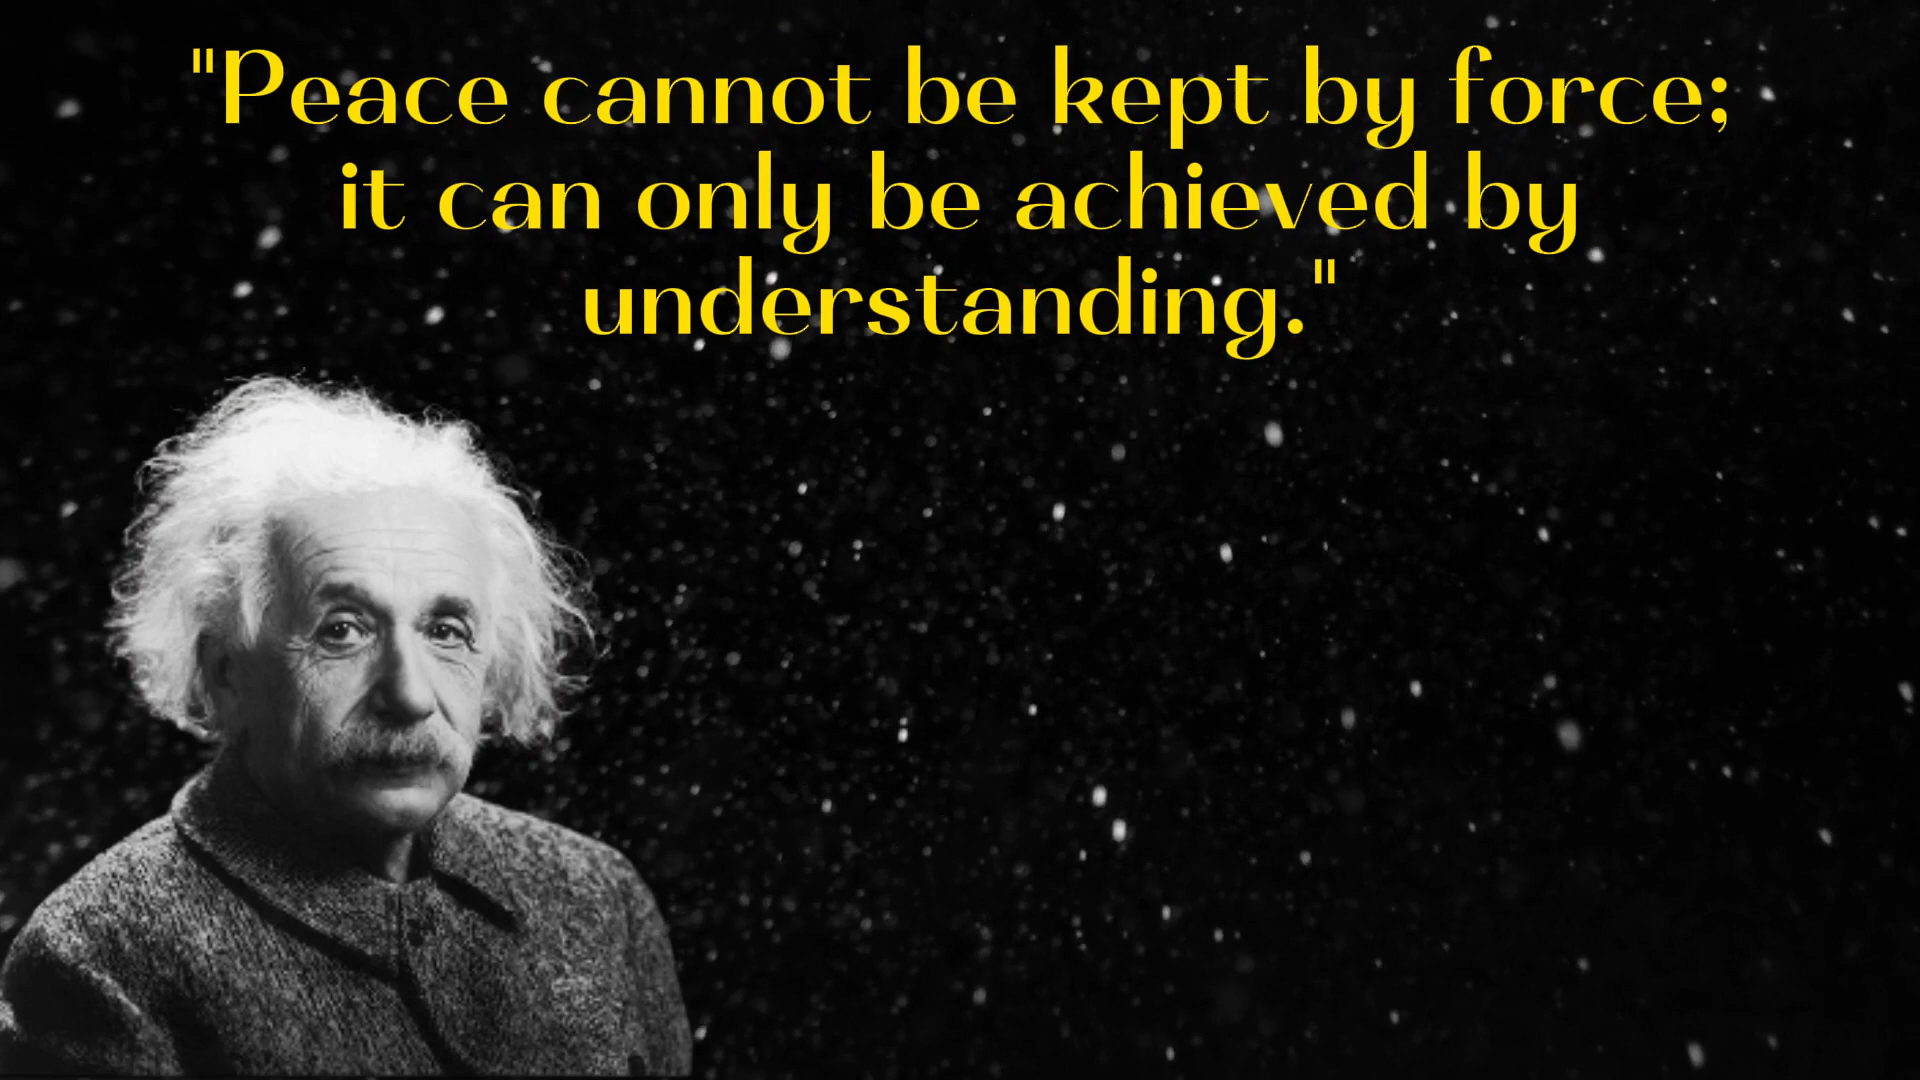 "Peace cannot be kept by force;
it can only be achieved by
understanding."